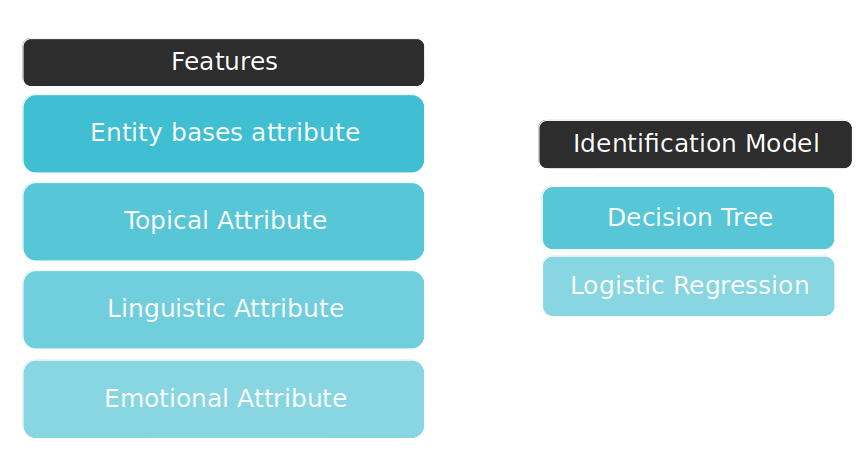 Features
Entity bases attribute
Topical Attribute
Linguistic Attribute
Emotional Attribute
Identification Model
Decision Tree
Logistic Regression